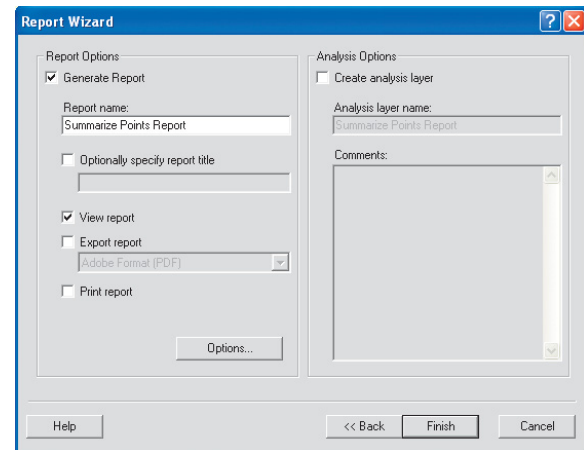 Report Wizard
Report Options
Generate Report
Report name:
Summarize Points Report
Optionally specify report title
View report
Export report
Adobe Format (PDF)
Print report
Options...
Analysis Options
Create analysis layer
Analysis layer name:
Summarize Points Report
Comments:
Help
<< Back
Finish
Cancel